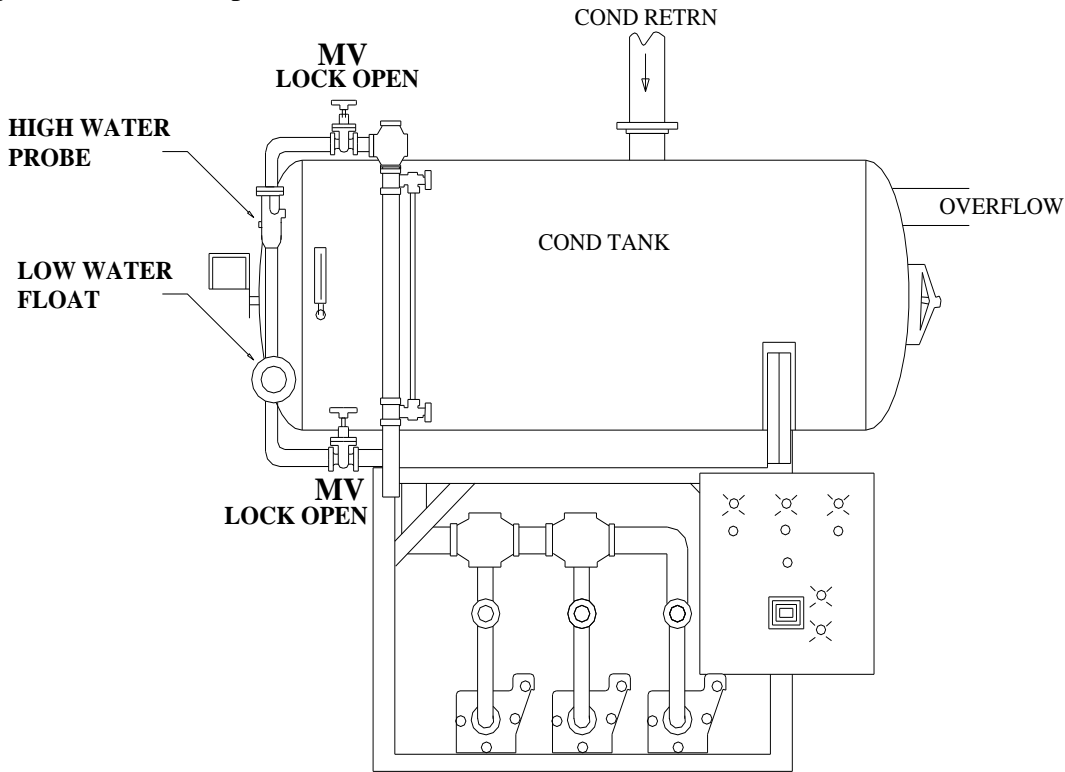 COND RETRN
MV
LOCK OPEN
HIGH WATER
PROBE
OVERFLOW
COND TANK
LOW WATER
FLOAT
MV
LOCK OPEN